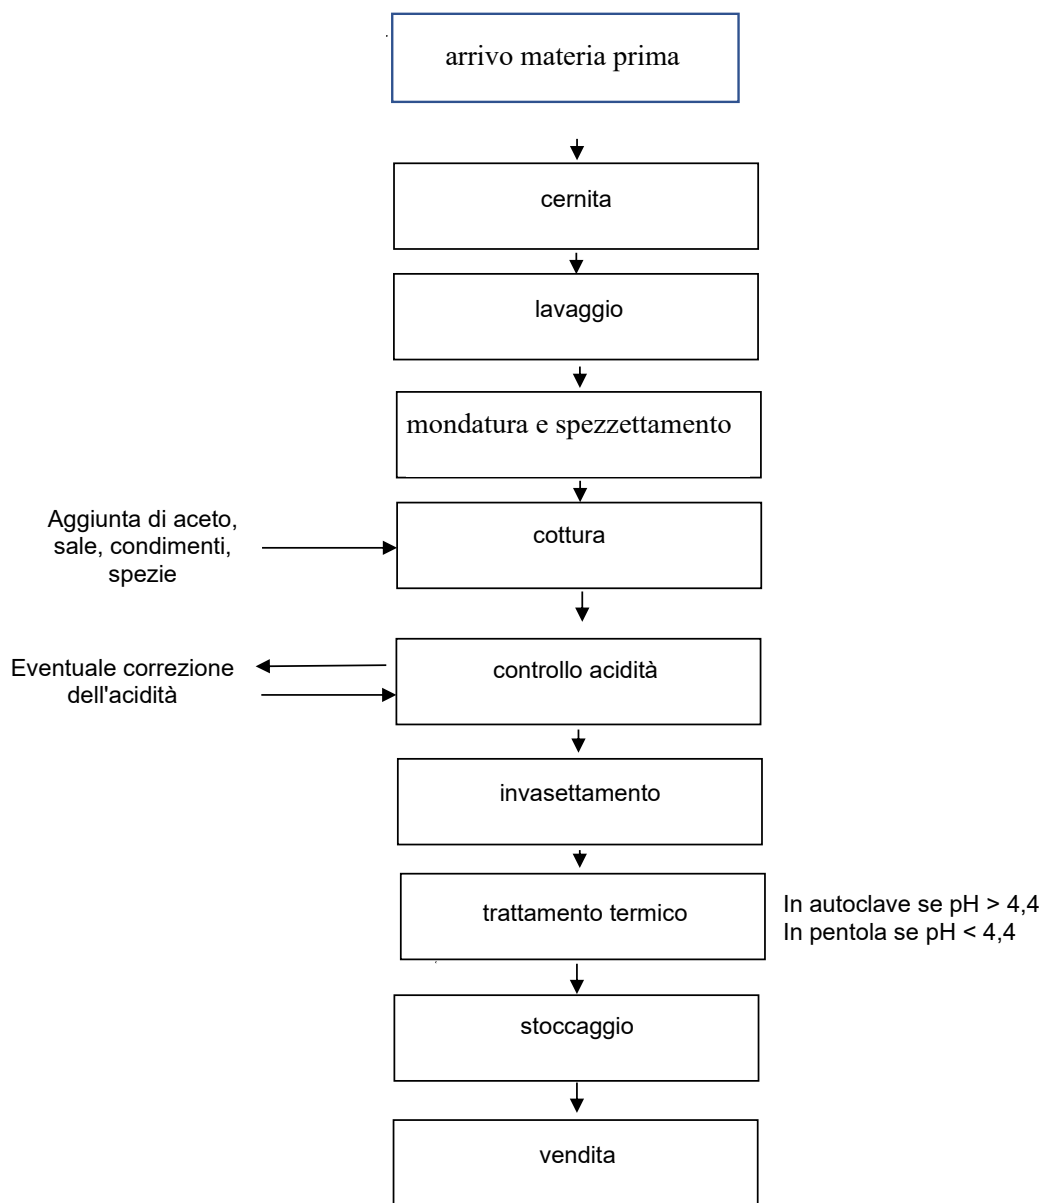 arrivo materia prima
cernita
lavaggio
mondatura e spezzettamento
Aggiunta di aceto,
sale, condimenti,
spezie
cottura
Eventuale correzione
dell'acidità
controllo acidità
invasettamento
trattamento termico
In autoclave se pH > 4,4
In pentola se pH < 4,4
stoccaggio
vendita